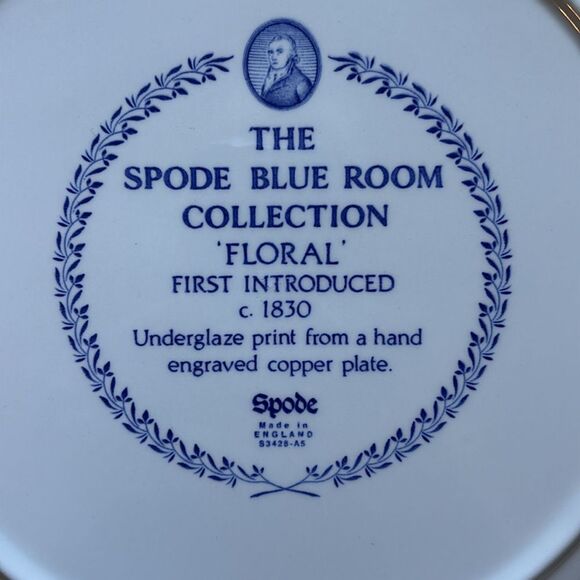 THE
SPODE BLUE ROOM
COLLECTION
'FLORAL'
FIRST INTRODUCED
c. 1830
Underglaze print from a hand
engraved copper plate.
Spode
Made in
ENGLAND
S3428-A5